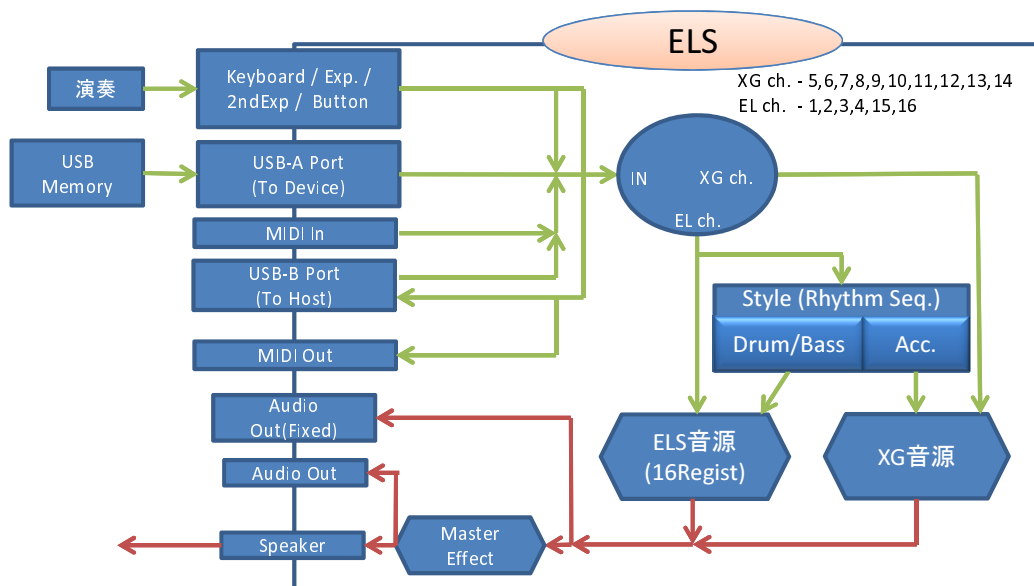 ELS
XG ch. - 5,6,7,8,9,10,11,12,13,14
EL ch. - 1,2,3,4,15,16
演奏
Keyboard / Exp. /
2ndExp / Button
USB
Memory
USB-A Port
(To Device)
IN
XG ch.
EL ch.
MIDI In
USB-B Port
(To Host)
Style (Rhythm Seq.)
Drum/Bass
Acc.
MIDI Out
Audio
Out(Fixed)
ELS音源
(16Regist)
XG音源
Audio Out
Speaker
Master
Effect